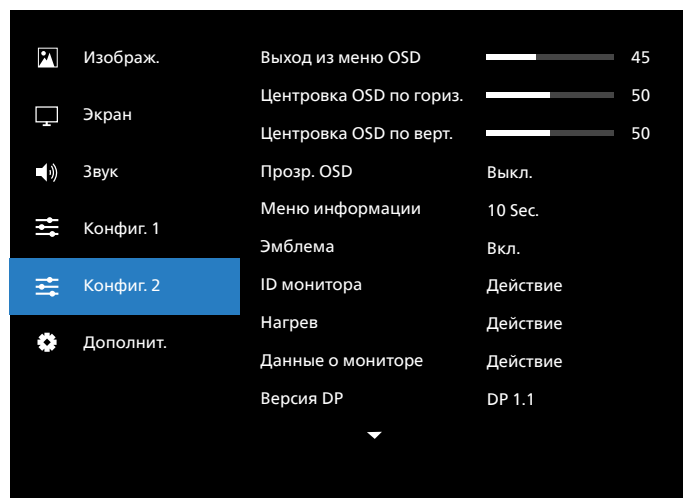 Изображ.
Экран
Звук
Конфиг. 1
Конфиг. 2
Дополнит.
Выход из меню OSD 45
Центровка OSD по гориз. 50
Центровка OSD по верт. 50
Прозр. OSD Выкл.
Меню информации 10 Sec.
Эмблема Вкл.
ID монитора Действие
Нагрев Действие
Данные о мониторе Действие
Версия DP DP 1.1